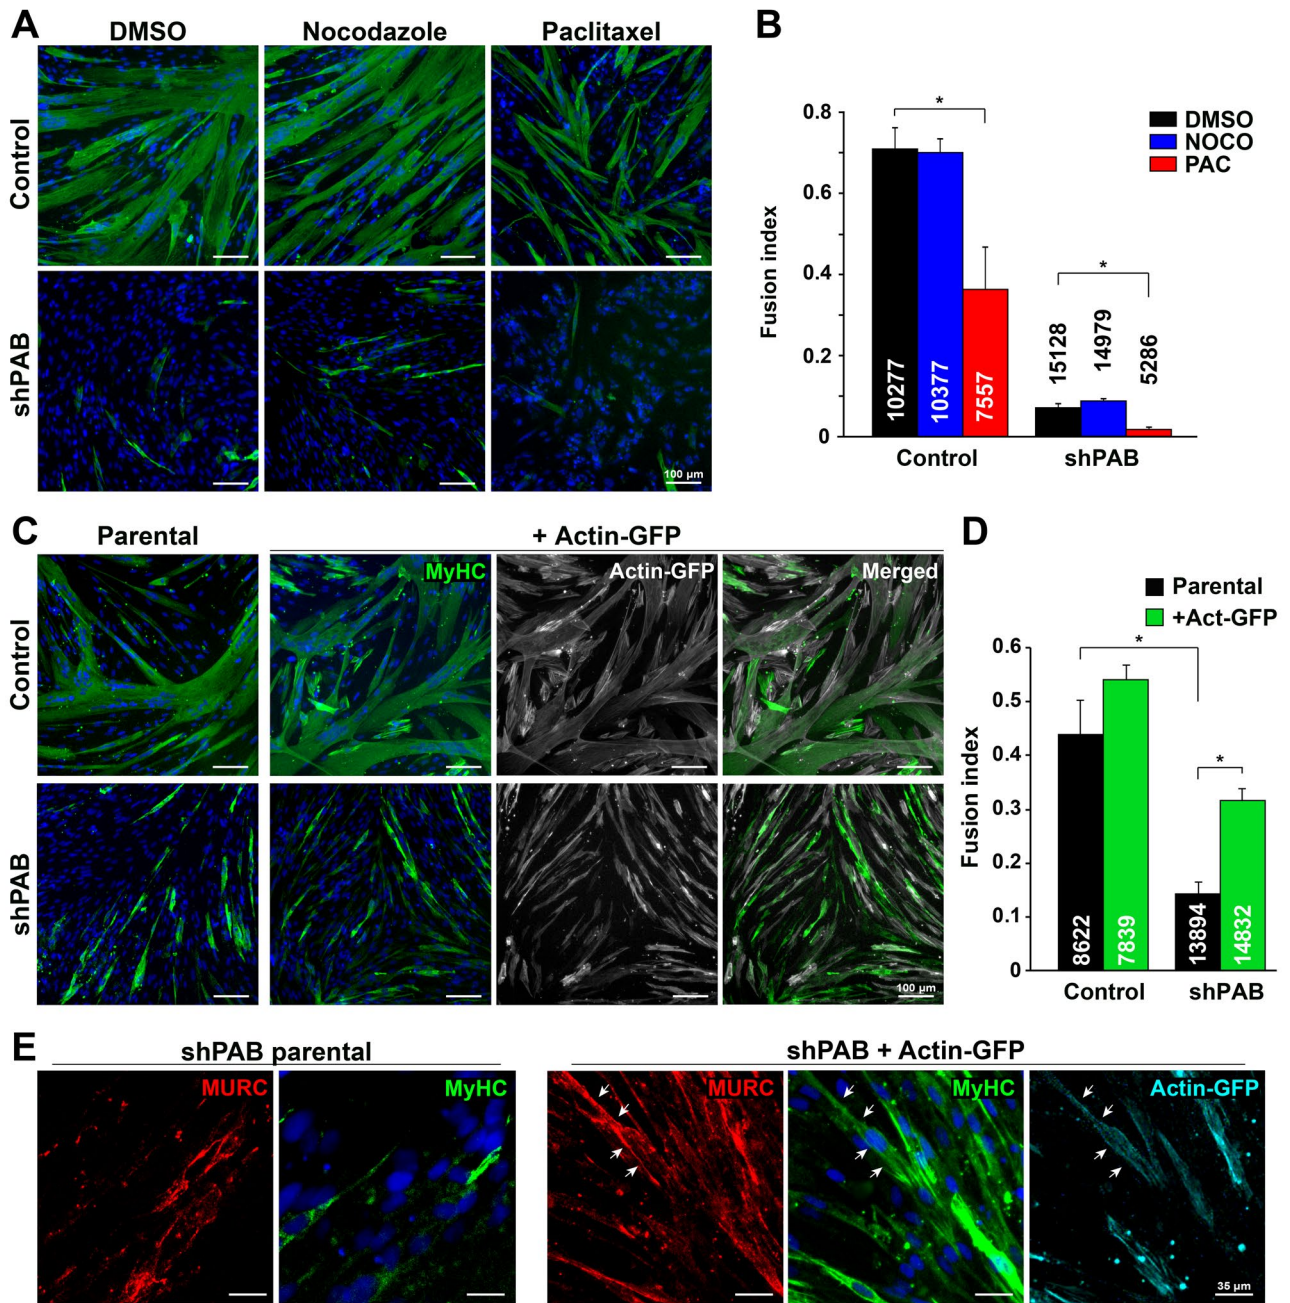 A
DMSO
Nocodazole
Paclitaxel
Control
shPAB
100 µm
B
DMSO
NOCO
PAC
Fusion index
0.8
0.6
0.4
0.2
0
*
*
10277
10377
7557
15128
14979
5286
Control
shPAB
C
Parental
+ Actin-GFP
MyHC
Actin-GFP
Merged
Control
shPAB
100 µm
D
Parental
+Act-GFP
Fusion index
0.6
0.5
0.4
0.3
0.2
0.1
0
*
*
8622
7839
13894
14832
Control
shPAB
E
shPAB parental
shPAB + Actin-GFP
MURC
MyHC
MURC
MyHC
Actin-GFP
35 µm